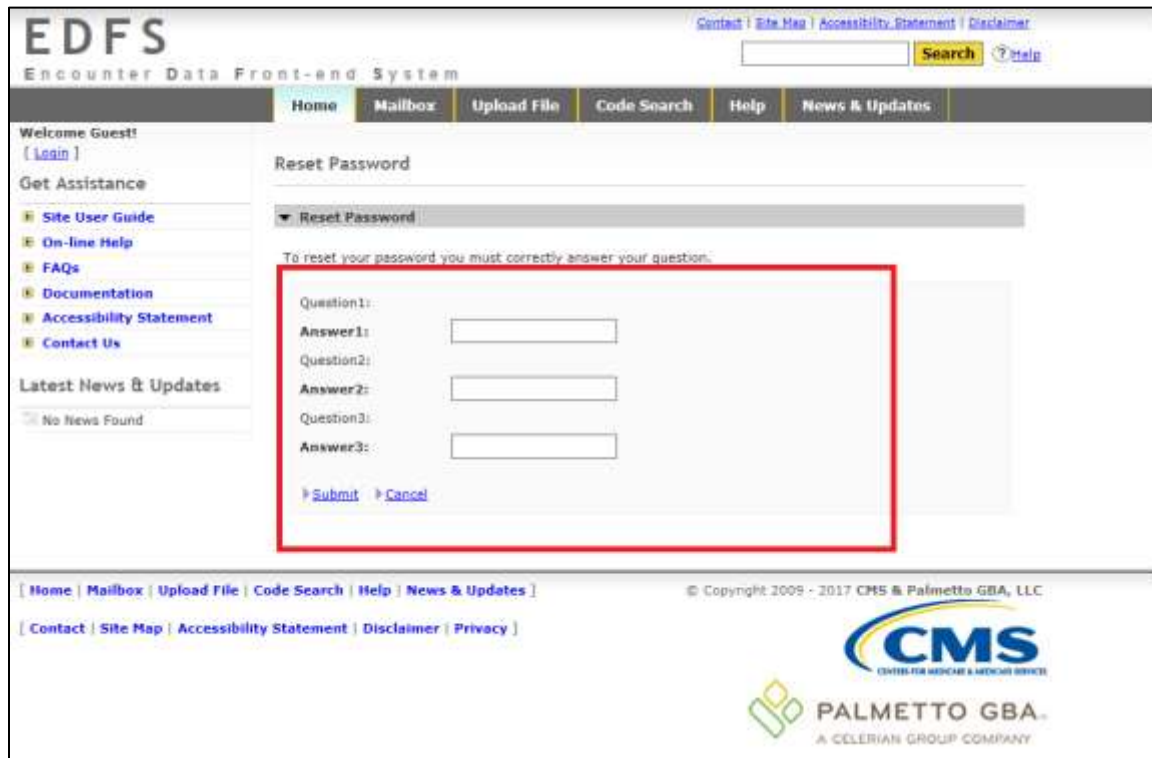 EDFS
Encounter Data Front-end System
Contact | Site Map | Accessibility Statement | Disclaimer
Search ? Help
Home Mailbox Upload File Code Search Help News & Updates
Welcome Guest!
[ Login ]
Get Assistance
Site User Guide
On-line Help
FAQs
Documentation
Accessibility Statement
Contact Us
Latest News & Updates
No News Found
Reset Password
Reset Password
To reset your password you must correctly answer your question.
Question1:
Answer1:
Question2:
Answer2:
Question3:
Answer3:
Submit Cancel
[ Home | Mailbox | Upload File | Code Search | Help | News & Updates ]
[ Contact | Site Map | Accessibility Statement | Disclaimer | Privacy ]
© Copyright 2009 - 2017 CMS & Palmetto GBA, LLC
CMS
CENTERS FOR MEDICARE & MEDICAID SERVICES
PALMETTO GBA
A CELERIAN GROUP COMPANY